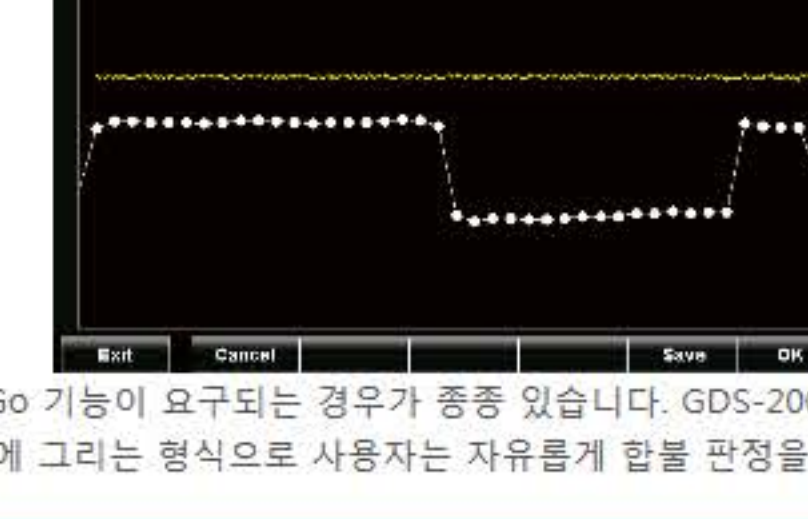 Exit Cancel Save OK
Go 기능이 요구되는 경우가 종종 있습니다. GDS-200
에 그리는 형식으로 사용자는 자유롭게 합불 판정을